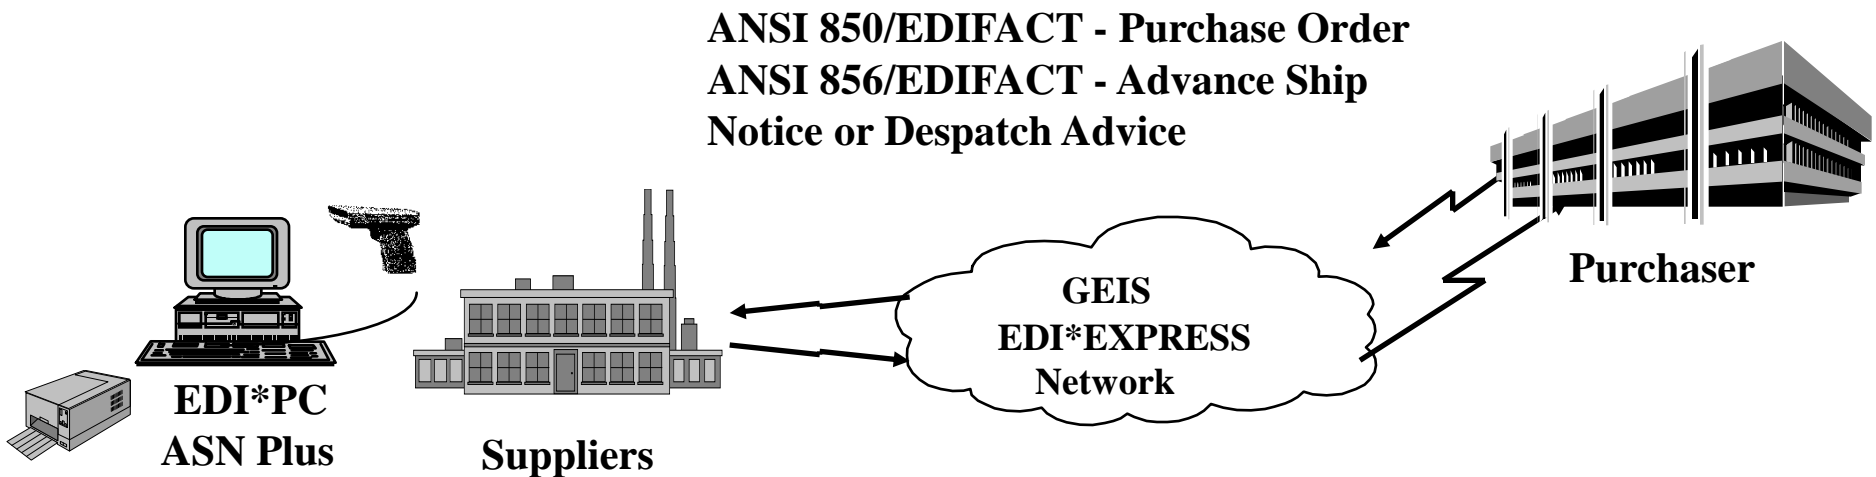 ANSI 850/EDIFACT - Purchase Order
ANSI 856/EDIFACT - Advance Ship
Notice or Despatch Advice
Purchaser
GEIS
EDI*EXPRESS
Network
EDI*PC
ASN Plus
Suppliers